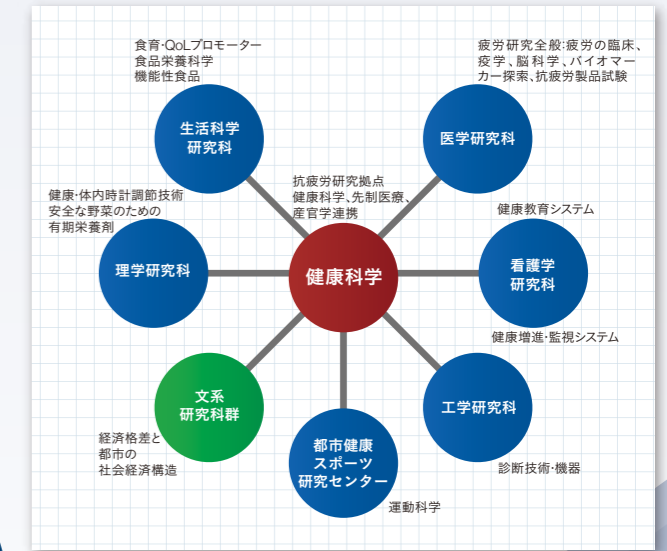 食育・QoLプロモーター
食品栄養科学
機能性食品
疲労研究全般:疲労の臨床、
疫学、脳科学、バイオマー
カー探索、抗疲労製品試験
生活科学
研究科
医学研究科
抗疲労研究拠点
健康科学、先制医療、
産官学連携
健康・体内時計調節技術
安全な野菜のための
有期栄養剤
健康教育システム
理学研究科
健康科学
看護学
研究科
健康増進・監視システム
文系
研究科群
工学研究科
経済格差と
都市の
社会経済構造
都市健康
スポーツ
研究センター
診断技術・機器
運動科学